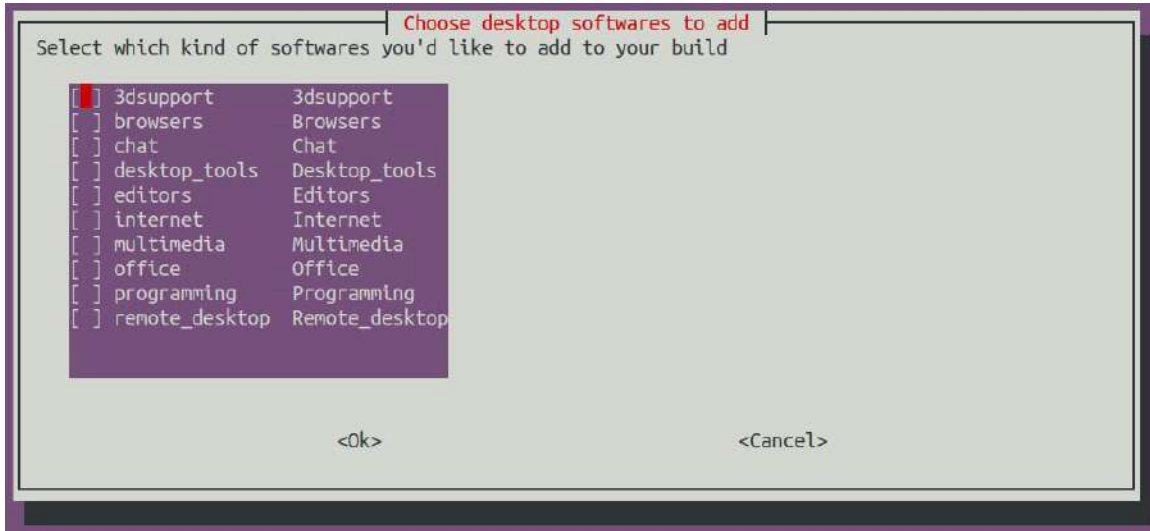 Choose desktop softwares to add
Select which kind of softwares you'd like to add to your build
[ ] 3dsupport 3dsupport
[ ] browsers Browsers
[ ] chat Chat
[ ] desktop_tools Desktop_tools
[ ] editors Editors
[ ] internet Internet
[ ] multimedia Multimedia
[ ] office Office
[ ] programming Programming
[ ] remote_desktop Remote_desktop
<Ok> <Cancel>